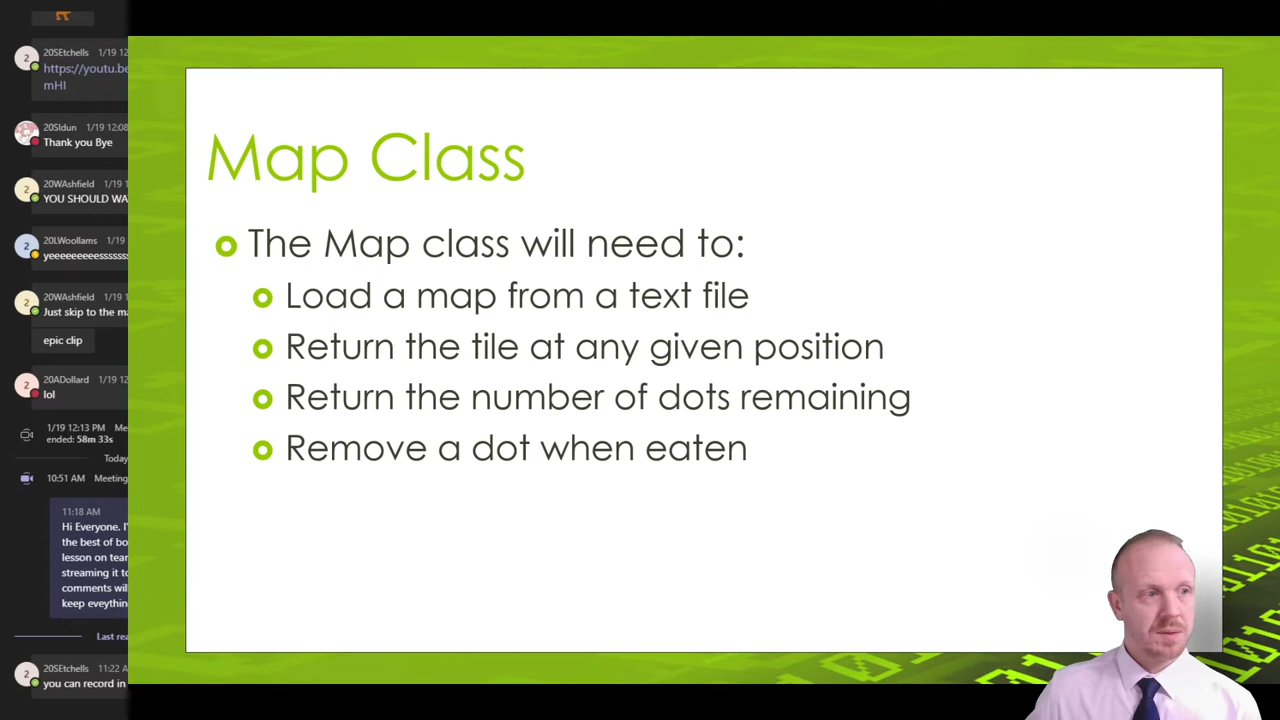 20SEtchells 1/19 12
https://youtu.be
mHI
20SIdun 1/19 12:08
Thank you Bye
20WAshfield 1/19 1
YOU SHOULD WA
20LWoollams 1/19
yeeeeeeeessssss
20WAshfield 1/19 1
Just skip to the ma
epic clip
20ADollard 1/19 12
lol
1/19 12:13 PM Me
ended: 58m 33s
Today
10:51 AM Meeting
11:18 AM
Hi Everyone. I'
the best of bo
lesson on tean
streaming it to
comments wil
keep eveythin
Last rea
20SEtchells 11:22 A
you can record in
Map Class
The Map class will need to:
Load a map from a text file
Return the tile at any given position
Return the number of dots remaining
Remove a dot when eaten